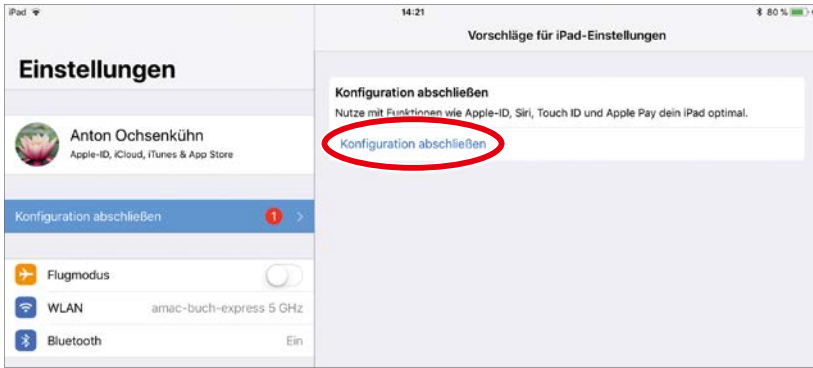 iPad
14:21
80 %
Einstellungen
Anton Ochsenkühn
Apple-ID, iCloud, iTunes & App Store
Konfiguration abschließen
1
Flugmodus
WLAN amac-buch-express 5 GHz
Bluetooth Ein
Vorschläge für iPad-Einstellungen
Konfiguration abschließen
Nutze mit Funktionen wie Apple-ID, Siri, Touch ID und Apple Pay dein iPad optimal.
Konfiguration abschließen